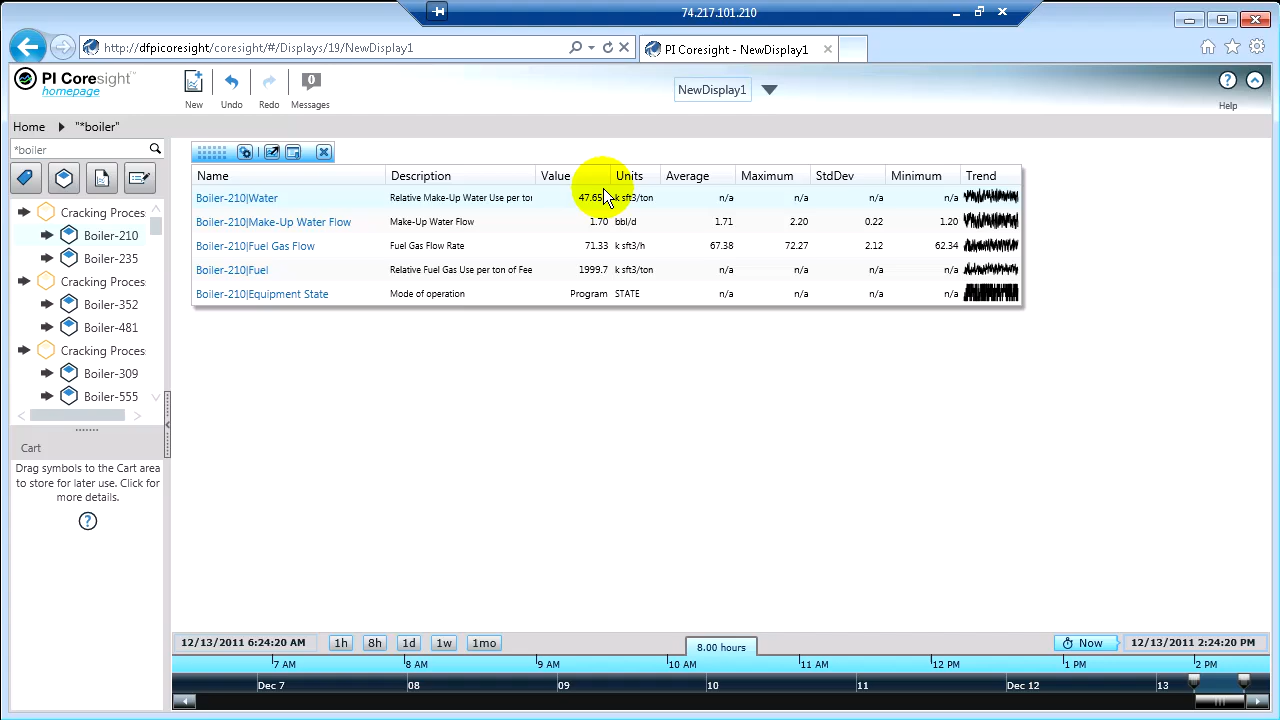 74.217.101.210
http://dfpicoresight/coresight/#/Displays/19/NewDisplay1
PI Coresight - NewDisplay1
PI Coresight™
homepage
New
Undo
Redo
0
Messages
NewDisplay1
?
Help
Home "*boiler"
*boiler
Cracking Proces
Boiler-210
Boiler-235
Cracking Proces
Boiler-352
Boiler-481
Cracking Proces
Boiler-309
Boiler-555
Cart
Drag symbols to the Cart area
to store for later use. Click for
more details.
?
Name Description Value Units Average Maximum StdDev Minimum Trend
Boiler-210|Water Relative Make-Up Water Use per tor 47.65 k sft3/ton n/a n/a n/a n/a
Boiler-210|Make-Up Water Flow Make-Up Water Flow 1.70 bbl/d 1.71 2.20 0.22 1.20
Boiler-210|Fuel Gas Flow Fuel Gas Flow Rate 71.33 k sft3/h 67.38 72.27 2.12 62.34
Boiler-210|Fuel Relative Fuel Gas Use per ton of Fee 1999.7 k sft3/ton n/a n/a n/a n/a
Boiler-210|Equipment State Mode of operation Program STATE n/a n/a n/a n/a
12/13/2011 6:24:20 AM 1h 8h 1d 1w 1mo 8.00 hours Now 12/13/2011 2:24:20 PM
7 AM 8 AM 9 AM 10 AM 11 AM 12 PM 1 PM 2 PM
Dec 7 08 09 10 11 Dec 12 13